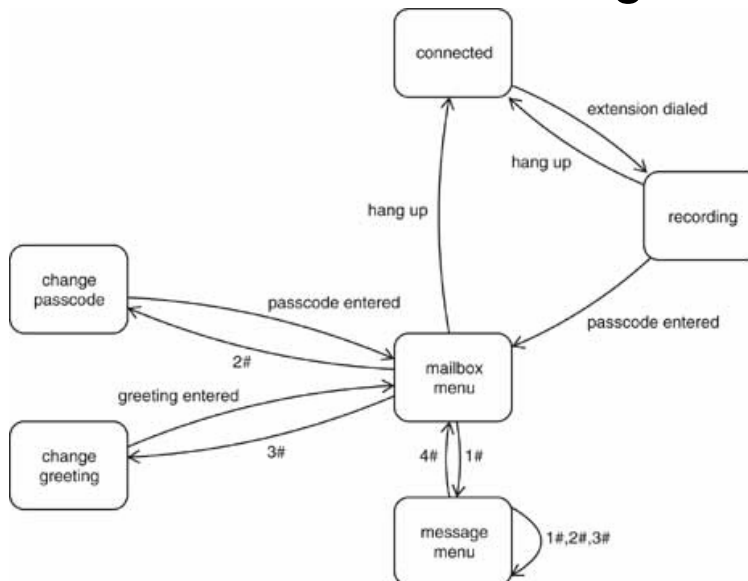 g
connected
extension dialed
hang up
recording
hang up
change
passcode
passcode entered
passcode entered
2#
mailbox
menu
greeting entered
change
greeting
3#
4#
1#
message
menu
1#,2#,3#